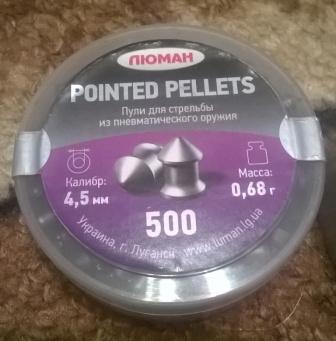 ЛЮМАН
POINTED PELLETS
Пули для стрельбы
из пневматического оружия
Калибр:
4,5 мм
Масса:
0,68 г
500
Украина, г. Луганск www.luman.lg.ua